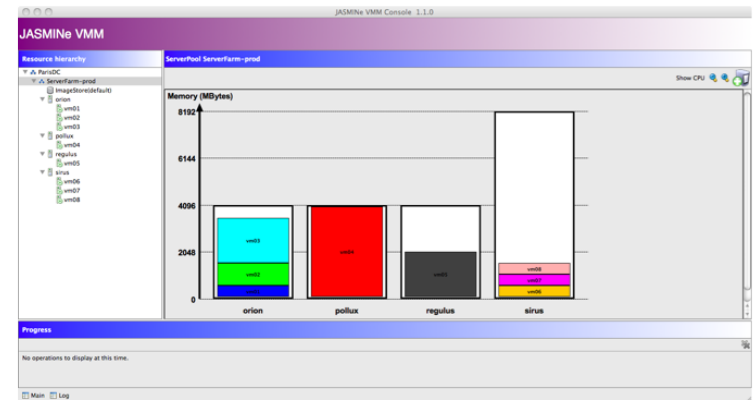 JASMINe VMM Console 1.1.0
JASMINe VMM
Resource hierarchy
ParisDC
ServerFarm-prod
ImageStore(default)
orion
vm01
vm02
vm03
pollux
vm04
regulus
vm05
sirus
vm06
vm07
vm08
ServerPool ServerFarm-prod
Show CPU
Memory (MBytes)
8192
6144
4096
2048
0
vm03
vm02
vm04
vm05
vm08
vm07
vm06
orion pollux regulus sirus
Progress
No operations to display at this time.
Main Log